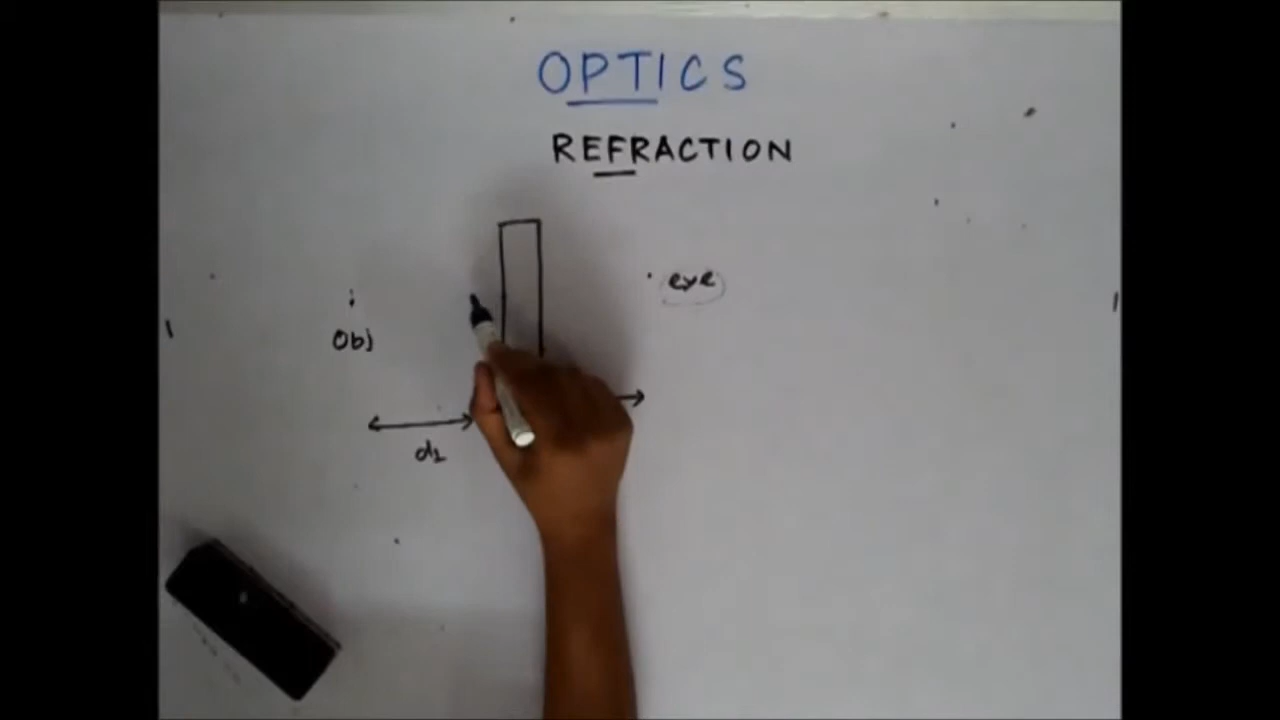 OPTICS
REFRACTION
eye
Obj
d₁